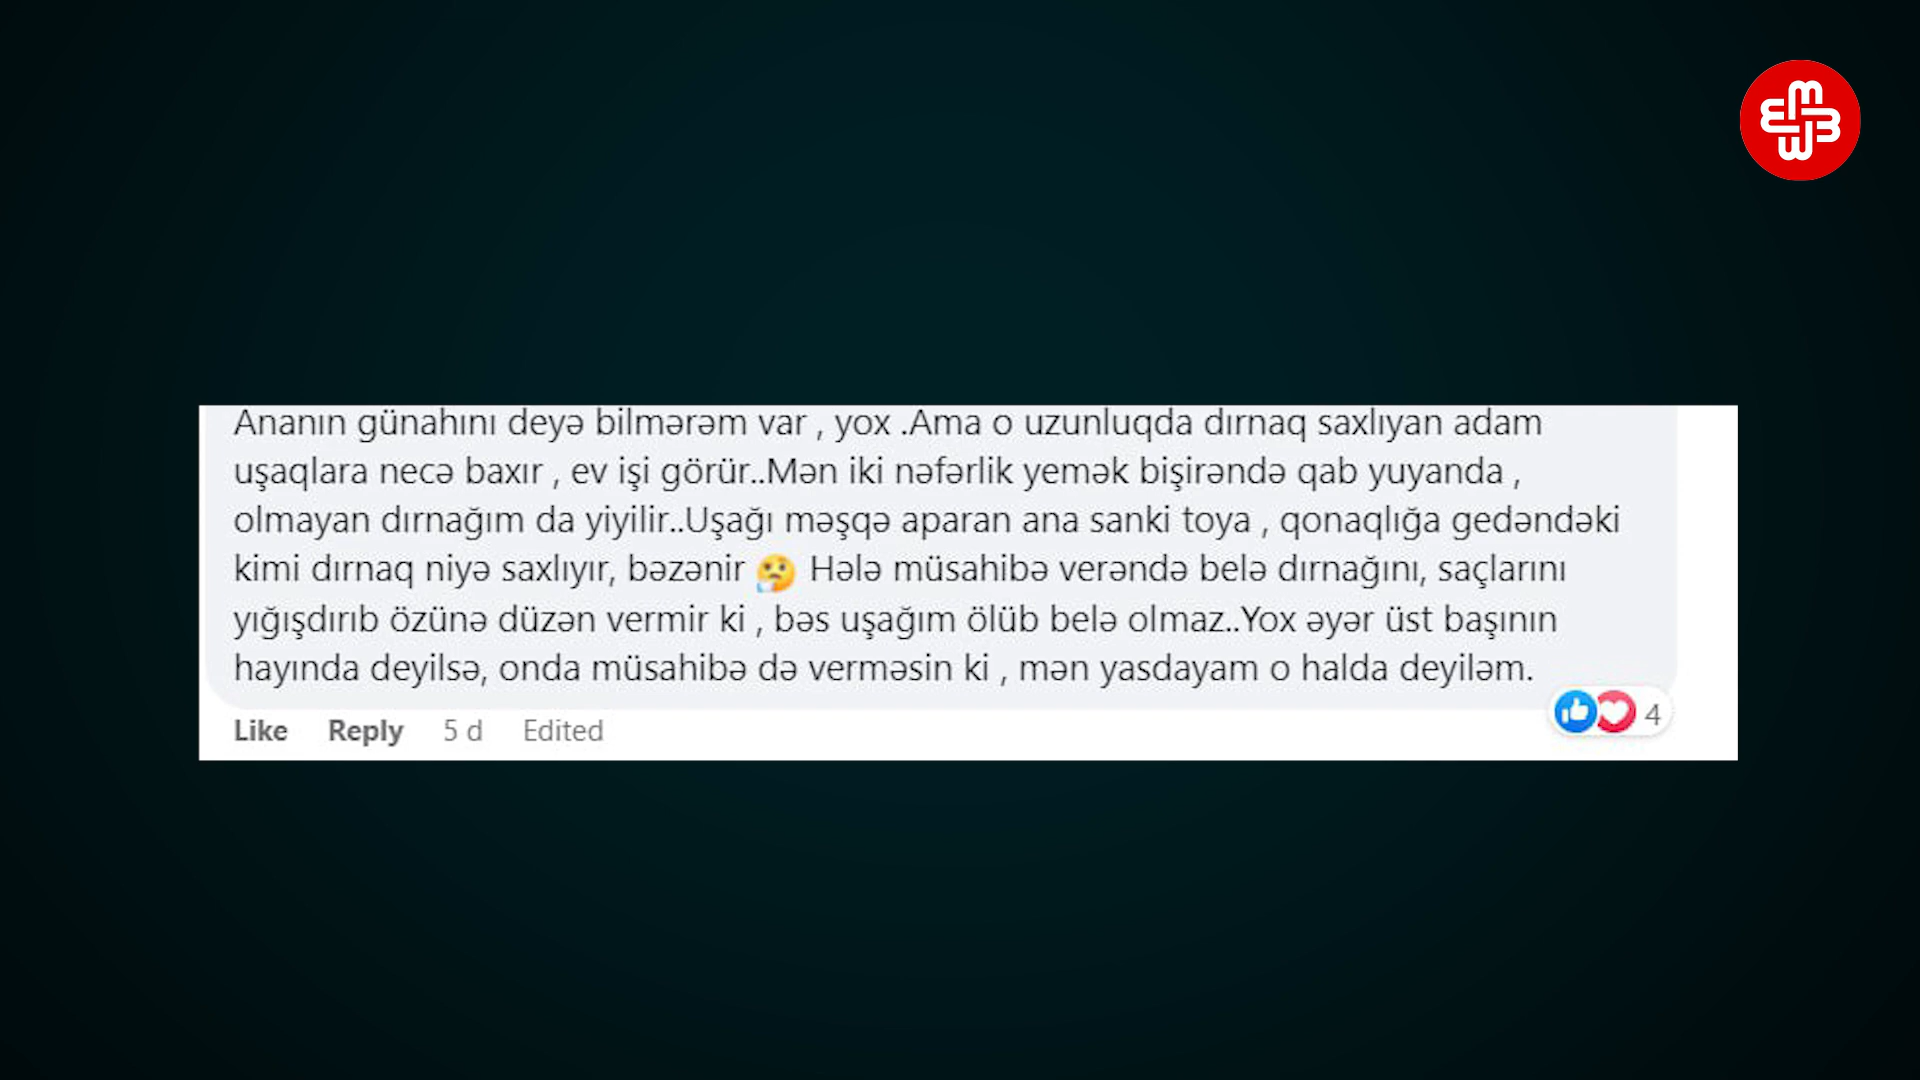 Ananın günahını deyə bilmərəm var , yox .Ama o uzunluqda dırnaq saxlıyan adam
uşaqlara necə baxır , ev işi görür..Mən iki nəfərlik yemək bişirəndə qab yuyanda ,
olmayan dırnağım da yiyilir..Uşağı məşqə aparan ana sanki toya , qonaqlığa gedəndəki
kimi dırnaq niyə saxlıyır, bəzənir 🤔 Hələ müsahibə verəndə belə dırnağını, saçlarını
yığışdırıb özünə düzən vermir ki , bəs uşağım ölüb belə olmaz..Yox əyər üst başının
hayında deyilsə, onda müsahibə də verməsin ki , mən yasdayam o halda deyiləm.
Like Reply 5 d Edited 4